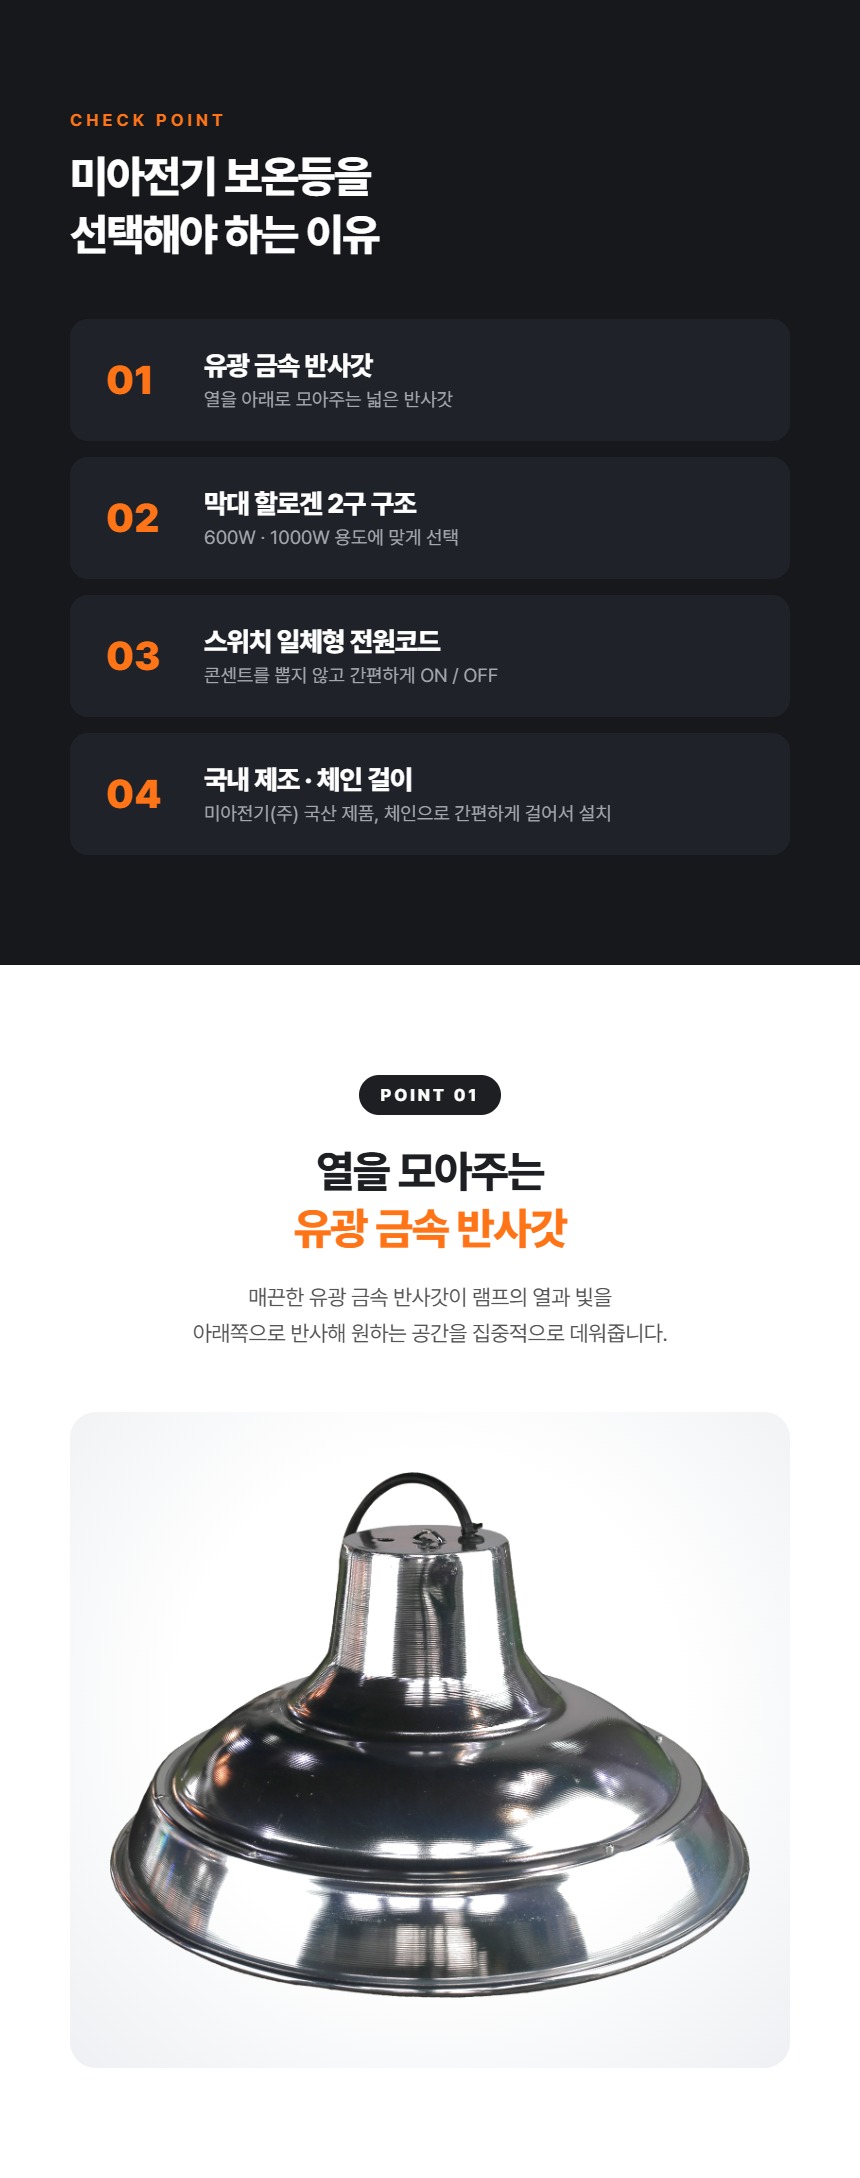 CHECK POINT
미아전기 보온등을
선택해야 하는 이유
01
유광 금속 반사갓
열을 아래로 모아주는 넓은 반사갓
02
막대 할로겐 2구 구조
600W · 1000W 용도에 맞게 선택
03
스위치 일체형 전원코드
콘센트를 뽑지 않고 간편하게 ON / OFF
04
국내 제조 · 체인 걸이
미아전기(주) 국산 제품, 체인으로 간편하게 걸어서 설치
POINT 01
열을 모아주는
유광 금속 반사갓
매끈한 유광 금속 반사갓이 램프의 열과 빛을
아래쪽으로 반사해 원하는 공간을 집중적으로 데워줍니다.